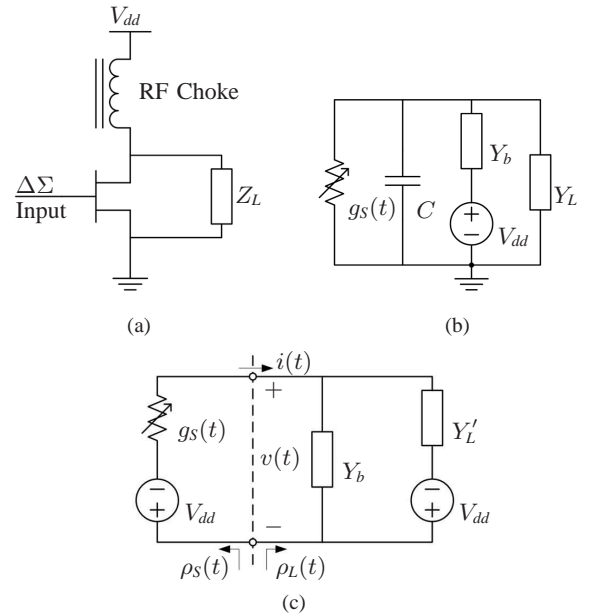 V_dd
RF Choke
ΔΣ
Input
Z_L
(a)
g_S(t)
C
Y_b
Y_L
+
−
V_dd
(b)
i(t)
+
g_S(t)
v(t)
Y_b
Y′_L
−
+
V_dd
−
+
V_dd
−
ρ_S(t)
ρ_L(t)
(c)